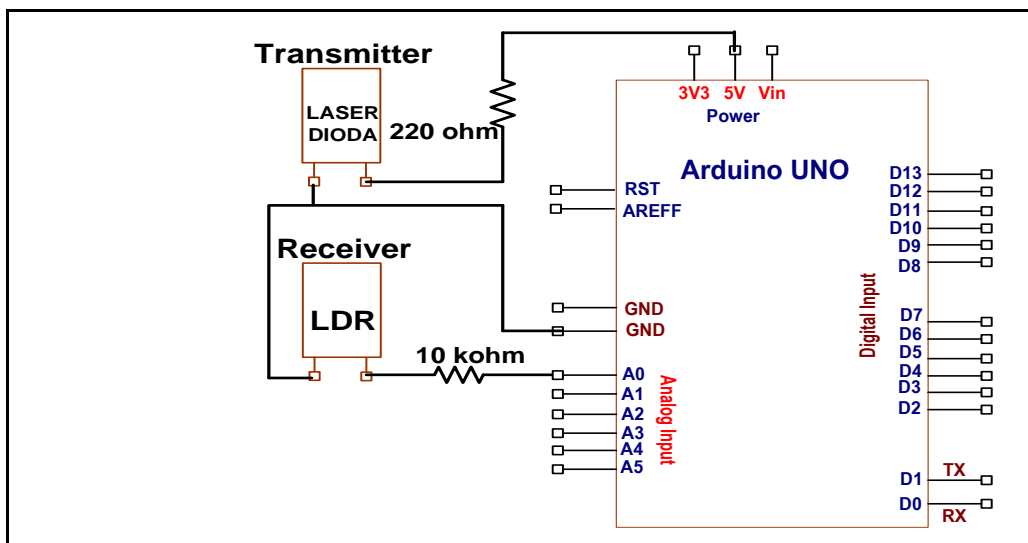 Transmitter
LASER
DIODA
220 ohm
Receiver
LDR
10 kohm
3V3 5V Vin
Power
Arduino UNO
RST
AREFF
GND
GND
A0
A1
A2
A3
A4
A5
Analog Input
D13
D12
D11
D10
D9
D8
Digital Input
D7
D6
D5
D4
D3
D2
D1 TX
D0 RX